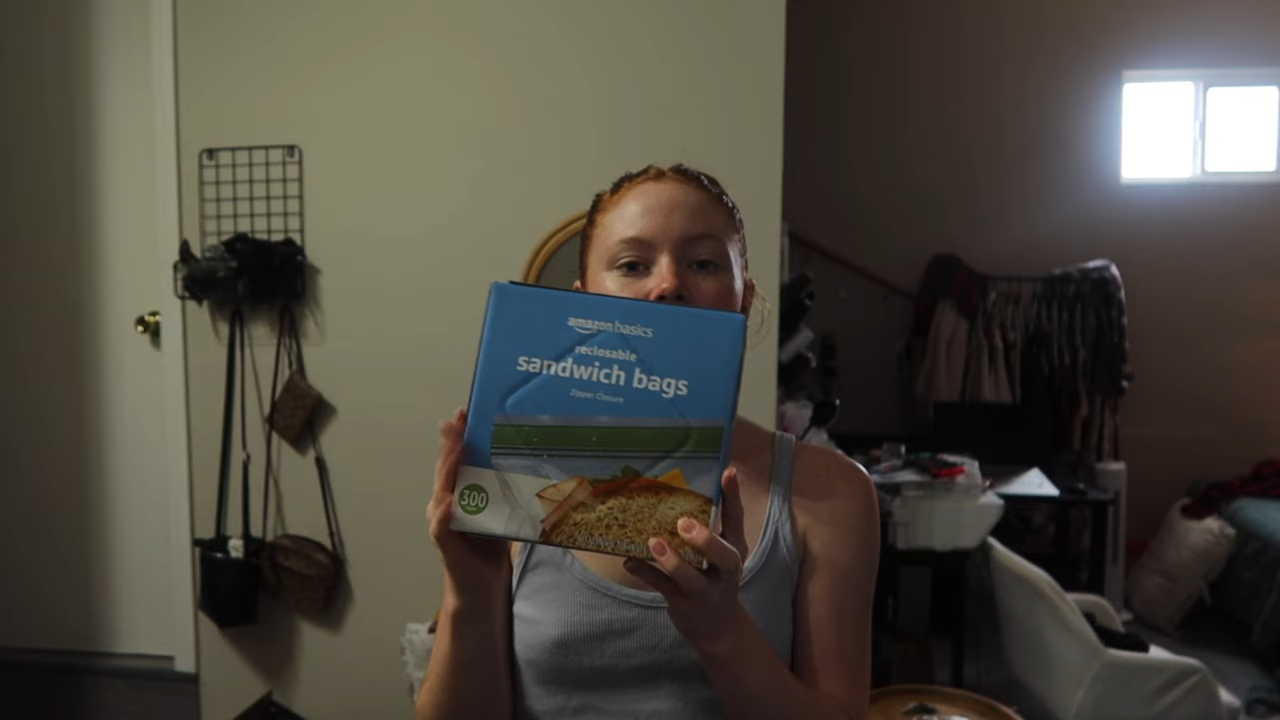 amazon basics
reclosable
sandwich bags
Zipper Closure
300